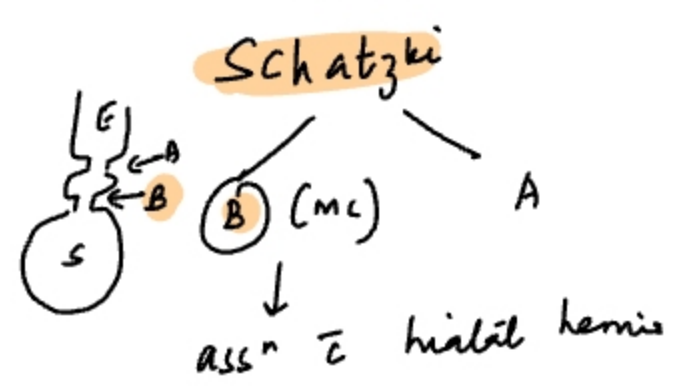 Schatzki
E
A
B
S
B (mc) A
assⁿ c̄ hiatal hernia